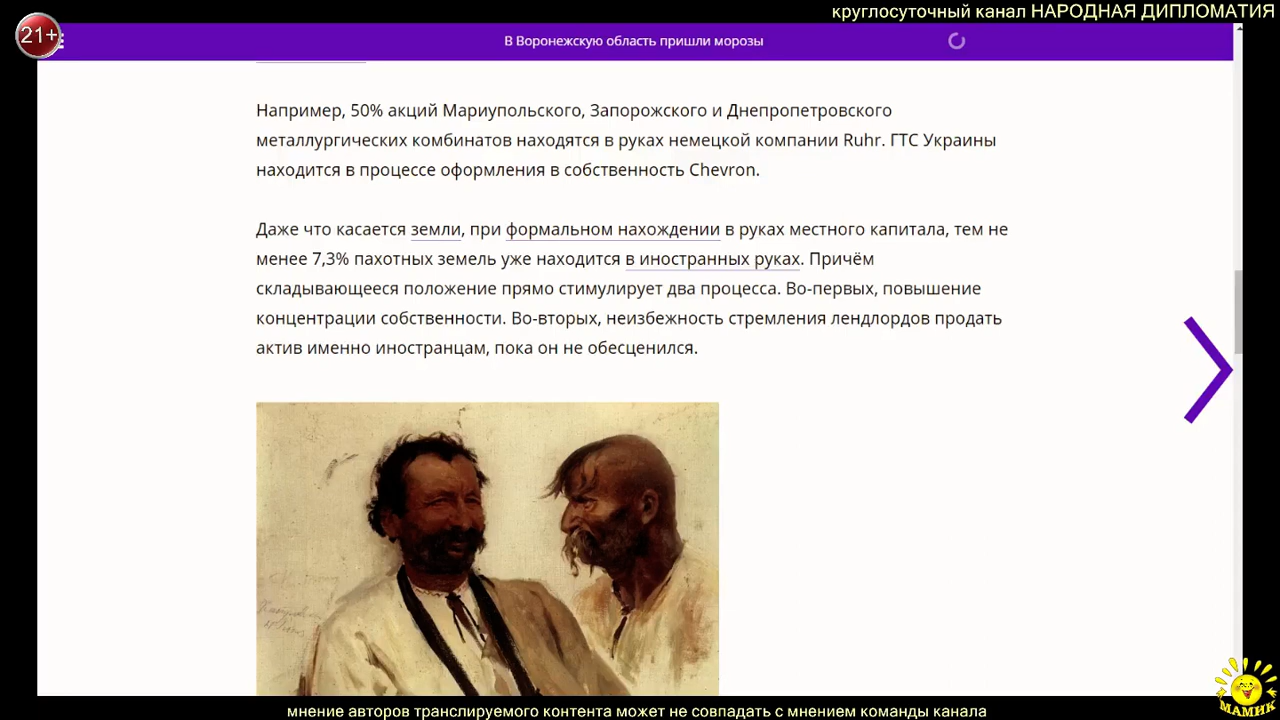 круглосуточный канал НАРОДНАЯ ДИПЛОМАТИЯ
21+
В Воронежскую область пришли морозы
Например, 50% акций Мариупольского, Запорожского и Днепропетровского
металлургических комбинатов находятся в руках немецкой компании Ruhr. ГТС Украины
находится в процессе оформления в собственность Chevron.
Даже что касается земли, при формальном нахождении в руках местного капитала, тем не
менее 7,3% пахотных земель уже находится в иностранных руках. Причём
складывающееся положение прямо стимулирует два процесса. Во-первых, повышение
концентрации собственности. Во-вторых, неизбежность стремления лендлордов продать
актив именно иностранцам, пока он не обесценился.
МАМИК
мнение авторов транслируемого контента может не совпадать с мнением команды канала